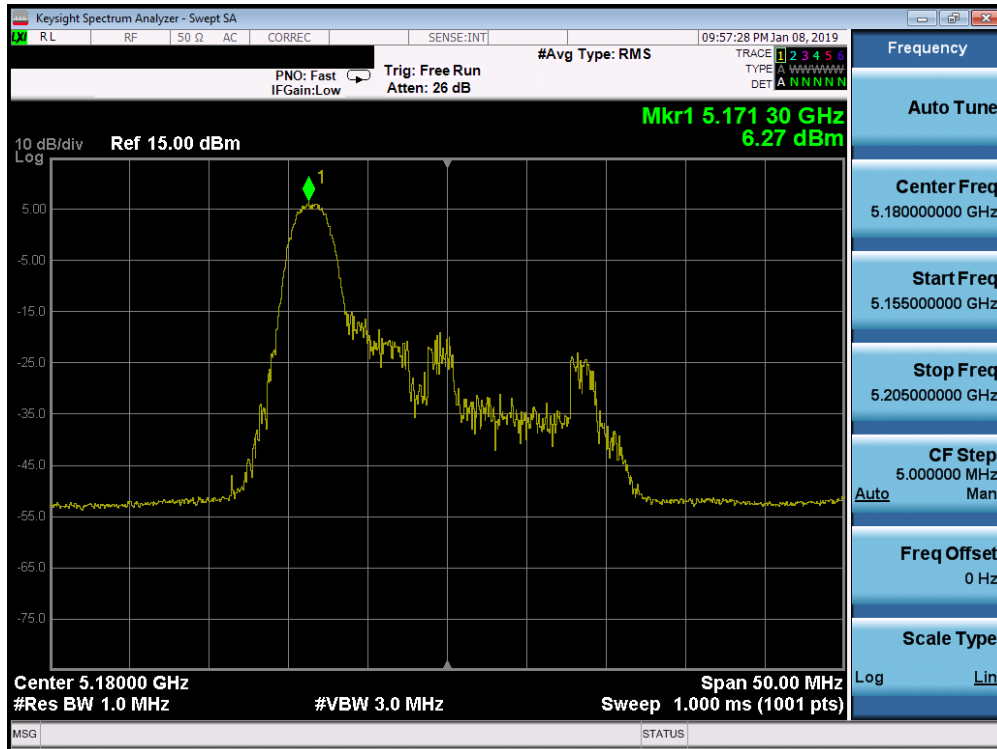 Keysight Spectrum Analyzer - Swept SA
LXI RL RF 50 Ω AC CORREC SENSE:INT 09:57:28 PM Jan 08, 2019
#Avg Type: RMS
TRACE 1 2 3 4 5 6
TYPE A WWWWW
DET A N N N N N
PNO: Fast
IFGain:Low
Trig: Free Run
Atten: 26 dB
Mkr1 5.171 30 GHz
6.27 dBm
10 dB/div Ref 15.00 dBm
Log
1
5.00
-5.00
-15.0
-25.0
-35.0
-45.0
-55.0
-65.0
-75.0
Center 5.18000 GHz
Span 50.00 MHz
#Res BW 1.0 MHz
#VBW 3.0 MHz
Sweep 1.000 ms (1001 pts)
MSG
STATUS
Frequency
Auto Tune
Center Freq
5.180000000 GHz
Start Freq
5.155000000 GHz
Stop Freq
5.205000000 GHz
CF Step
5.000000 MHz
Auto Man
Freq Offset
0 Hz
Scale Type
Log Lin